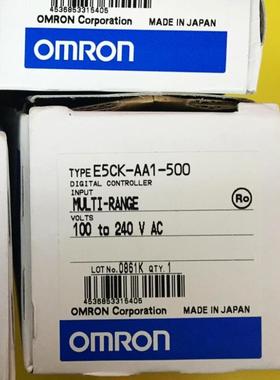 4536853315405
OMRON Corporation MADE IN JAPAN
OMRON
TYPE E5CK-AA1-500
DIGITAL CONTROLLER
INPUT
MULTI-RANGE
VOLTS
100 to 240 V AC
Ro
LOT No. 0861K QTY. 1
4536853315405
OMRON Corporation MADE IN JAPAN
OMRON